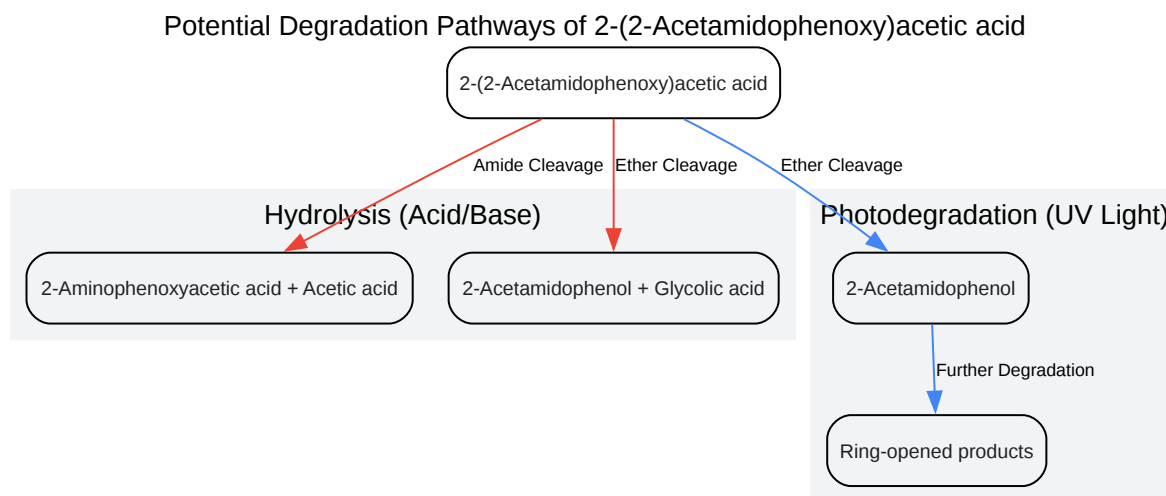 Potential Degradation Pathways of 2-(2-Acetamidophenoxy)acetic acid
2-(2-Acetamidophenoxy)acetic acid
Amide Cleavage
Ether Cleavage
Ether Cleavage
Hydrolysis (Acid/Base)
Photodegradation (UV Light)
2-Aminophenoxyacetic acid + Acetic acid
2-Acetamidophenol + Glycolic acid
2-Acetamidophenol
Further Degradation
Ring-opened products